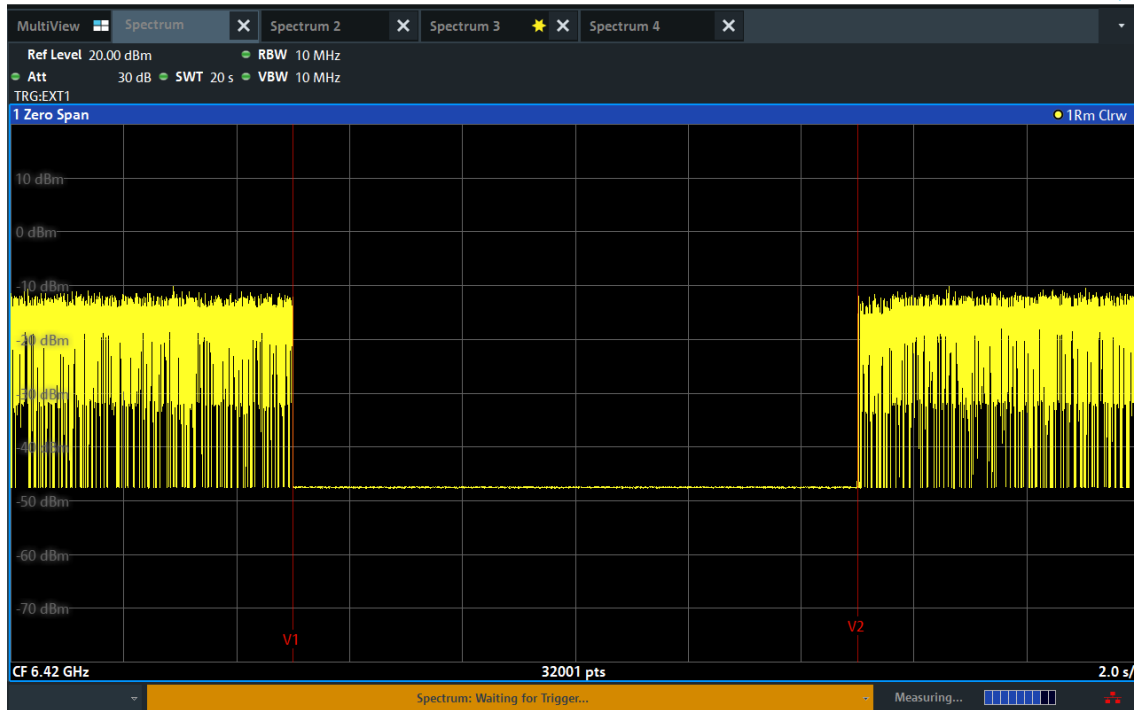 MultiView Spectrum Spectrum 2 Spectrum 3 Spectrum 4
Ref Level 20.00 dBm RBW 10 MHz
Att 30 dB SWT 20 s VBW 10 MHz
TRG:EXT1
1 Zero Span 1Rm Clrw
10 dBm
0 dBm
-10 dBm
-20 dBm
-30 dBm
-40 dBm
-50 dBm
-60 dBm
-70 dBm
V1
V2
CF 6.42 GHz 32001 pts 2.0 s/
Spectrum: Waiting for Trigger... Measuring...